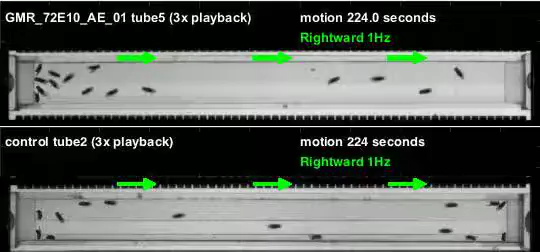 GMR_72E10_AE_01 tube5 (3x playback)
motion 224.0 seconds
Rightward 1Hz
control tube2 (3x playback)
motion 224 seconds
Rightward 1Hz